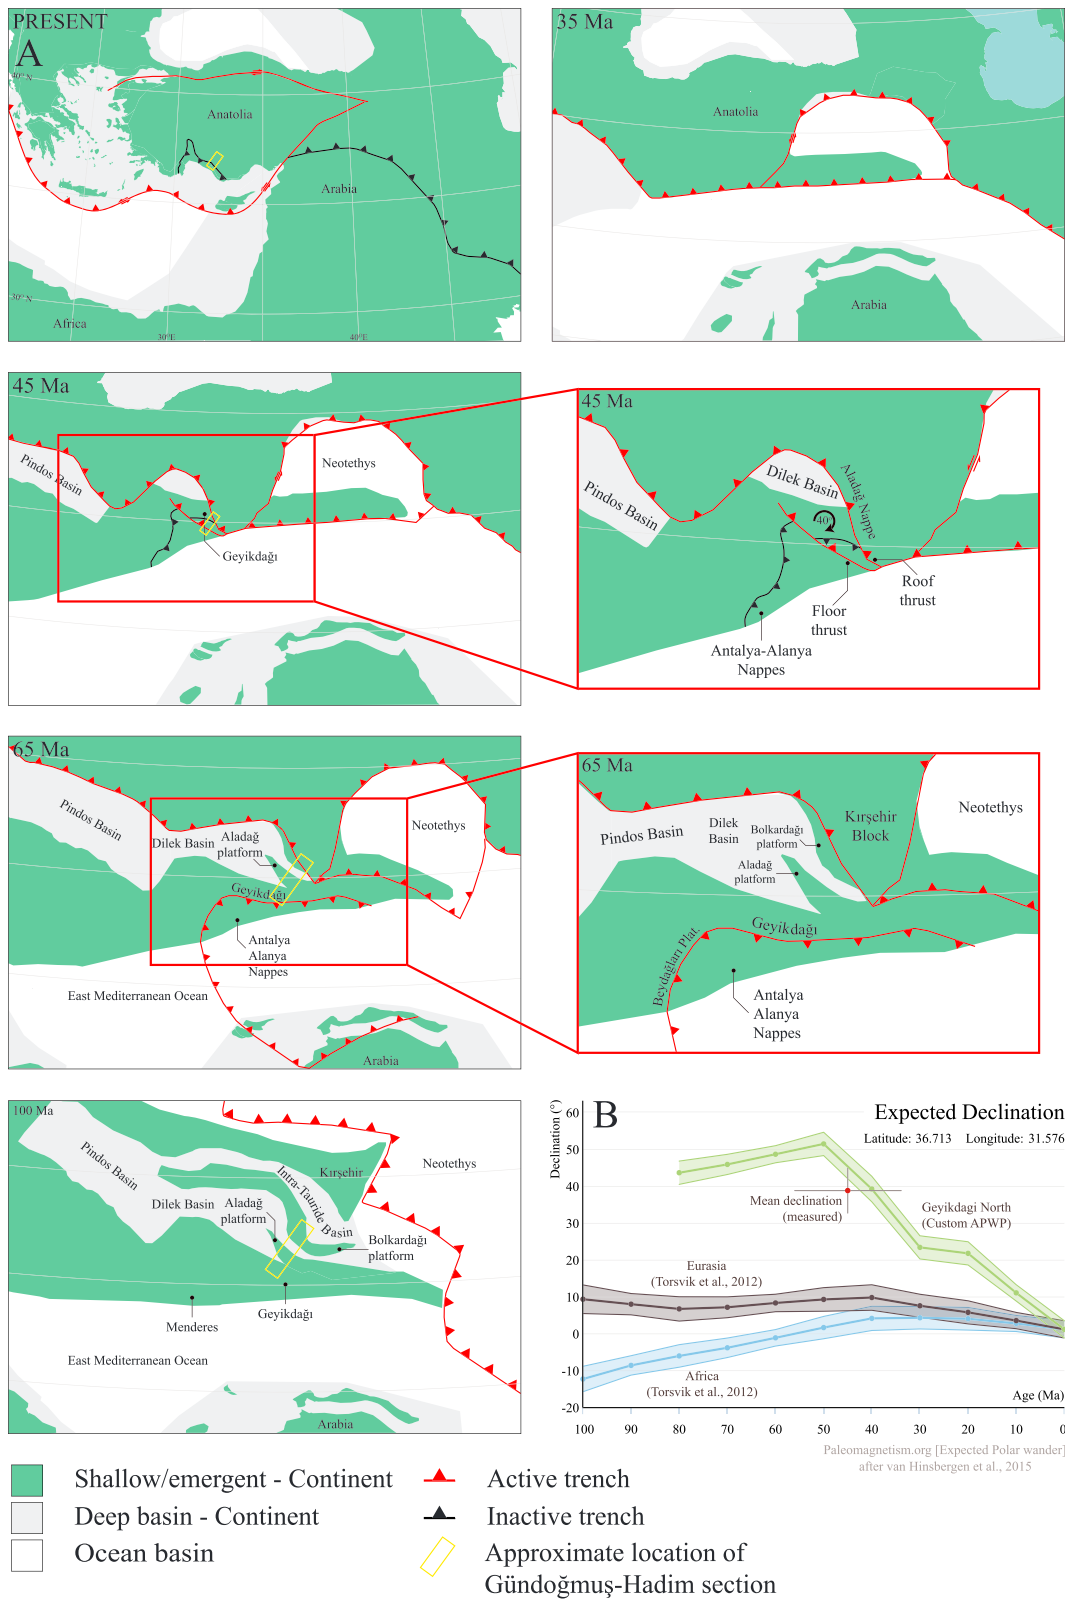 PRESENT
A
40° N
Anatolia
Arabia
30° N
Africa
30°E
40°E
35 Ma
Anatolia
Arabia
45 Ma
Pindos Basin
Neotethys
Geyikdağı
45 Ma
Pindos Basin
Dilek Basin
Aladağ Nappe
40°
Roof
thrust
Floor
thrust
Antalya-Alanya
Nappes
65 Ma
Pindos Basin
Dilek Basin
Aladağ
platform
Neotethys
Geyikdağı
Antalya
Alanya
Nappes
East Mediterranean Ocean
Arabia
65 Ma
Pindos Basin
Dilek
Basin
Bolkardağı
platform
Aladağ
platform
Kırşehir
Block
Neotethys
Geyikdağı
Beydağları Plat.
Antalya
Alanya
Nappes
100 Ma
Pindos Basin
Dilek Basin
Aladağ
platform
Intra-Tauride Basin
Kırşehir
Neotethys
Bolkardağı
platform
Geyikdağı
Menderes
East Mediterranean Ocean
Arabia
B
Expected Declination
Latitude: 36.713 Longitude: 31.576
Declination (°)
60
50
40
30
20
10
0
-10
-20
Mean declination
(measured)
Geyikdagi North
(Custom APWP)
Eurasia
(Torsvik et al., 2012)
Africa
(Torsvik et al., 2012)
Age (Ma)
100 90 80 70 60 50 40 30 20 10 0
Paleomagnetism.org [Expected Polar wander]
after van Hinsbergen et al., 2015
Shallow/emergent - Continent
Deep basin - Continent
Ocean basin
Active trench
Inactive trench
Approximate location of
Gündoğmuş-Hadim section